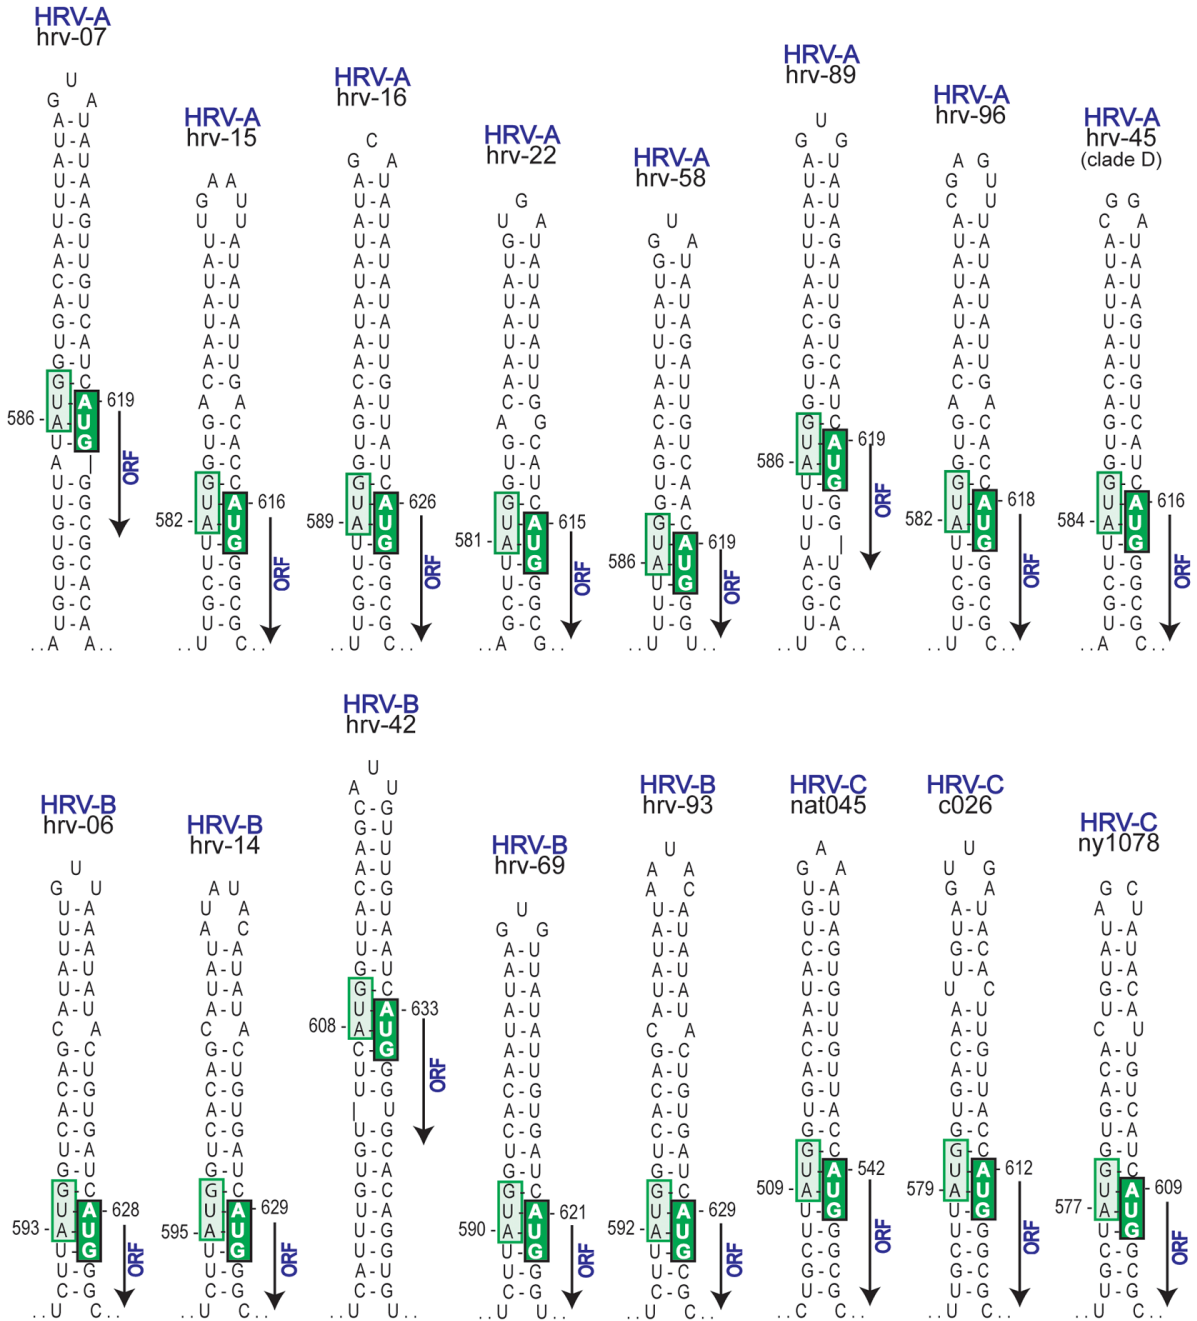 HRV-A
hrv-07
U
G A
A-U
U-A
A-U
U-A
U-A
U-G
A-U
A-U
C-G
A-U
G-C
U-A
G-U
G-C
U A - 619
586 - A U
U-G
A |
U-G
U-G
G-C
U-G
G-C
U-A
G-C
U-A
..A A..
ORF
HRV-A
hrv-15
A A
G U
U U
U-A
A-U
U-A
A-U
U-A
A-U
C-G
A A
G-C
U-A
G-C
G-C
U A - 616
582 - A U
U-G
C-G
G-C
U-G
..U C..
ORF
HRV-A
hrv-16
C
G A
A-U
U-A
A-U
U-A
A-U
U-A
A-U
U-A
A-U
C-G
A-U
G-U
U-A
G-U
G-C
U A - 626
589 - A U
U-G
C-G
G-C
U-G
..U C..
ORF
HRV-A
hrv-22
G
U A
G-U
U-A
A-U
U-A
A-U
U-A
A-U
A-U
C-G
A G
G-C
U-A
G-U
G-C
U A - 615
581 - A U
U-G
U-G
C-G
G-C
..A G..
ORF
HRV-A
hrv-58
U
G A
G-U
U-A
A-U
U-A
U-G
A-U
C-G
A-U
G-C
U-A
G-C
U A - 619
586 - A U
U-G
U-G
U-G
..U U..
ORF
HRV-A
hrv-89
U
G G
A-U
U-A
A-U
U-A
U-G
U-A
A-U
A-U
C-G
A-U
G-C
U-A
G-U
G-C
U A - 619
586 - A U
U-G
U-G
U-G
C-G
|
U-U
G-C
U-A
..U C..
ORF
HRV-A
hrv-96
A G
G U
C U
A-U
U-A
A-U
U-A
A-U
A-U
C-G
A A
G-C
U-A
G-C
G-C
U A - 618
582 - A U
U-G
C-G
G-C
U-G
..U C..
ORF
HRV-A
hrv-45
(clade D)
G G
C A
A-U
U-A
A-U
U-A
U-G
A-U
C-G
A-U
G-C
U-A
G-C
U A - 616
584 - A U
U-G
C-G
G-C
U-G
..A C..
ORF
HRV-B
hrv-06
U
G U
U-A
U-A
U-A
A-U
U-A
A-U
C A
G-C
A-U
C-G
A-U
C-G
U-A
G-U
G-C
U A - 628
593 - A U
U-G
U-G
C-G
..U C..
ORF
HRV-B
hrv-14
A U
U A
A C
U-A
A-U
U-A
A-U
C A
G-C
A-U
C-G
A-U
C-G
U-A
G-U
G-C
U A - 629
595 - A U
U-G
U-G
C-G
..U C..
ORF
HRV-B
hrv-42
U
A U
C-G
G-U
A-U
A-U
C-G
A-U
U-A
U-A
G-U
G-C
U A - 633
608 - A U
C-G
U-G
U-G
| U
U-G
G-C
U-A
U-G
G-C
U-A
U-G
U-G
G-U
..U U..
ORF
HRV-B
hrv-69
U
G G
A-U
A-U
U-A
A-U
U-A
A-U
A-U
C-G
A-U
C-G
U-A
G-U
G-C
U A - 621
590 - A U
U-G
U-G
C-G
..U U..
ORF
HRV-B
hrv-93
U
A A
A C
U-A
A-U
U-A
A-U
U-A
C A
G-C
A-U
C-G
A-U
C-G
U-A
G-U
G-C
U A - 629
592 - A U
U-G
U-G
C-G
..U C..
ORF
HRV-C
nat045
A
G A
U-A
G-U
U-A
A-U
U-G
U-A
A-U
A-U
C-G
A-U
G-U
U-A
G-C
G-C
U A - 542
509 - A U
U-G
U-G
C-G
G-C
U-G
..C C..
ORF
HRV-C
c026
U
U G
G A
A-U
U-A
G-C
U-A
U C
A-U
A-U
C-G
A-U
G-U
U-A
G-C
G-C
U A - 612
579 - A U
U-G
U-G
C-G
G-C
U-G
..C C..
ORF
HRV-C
ny1078
G C
A U
U-A
A-U
U-A
G-C
U-A
C U
A-U
C-G
A-U
G-C
U-A
G-U
G-C
U A - 609
577 - A U
U-G
C-G
G-C
U-G
..U C..
ORF